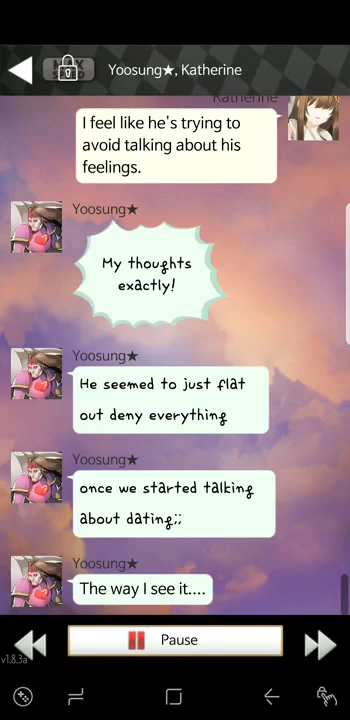 Yoosung★, Katherine
Katherine
I feel like he's trying to
avoid talking about his
feelings.
Yoosung★
My thoughts
exactly!
Yoosung★
He seemed to just flat
out deny everything
Yoosung★
once we started talking
about dating;;
Yoosung★
The way I see it....
Pause
v1.8.3a